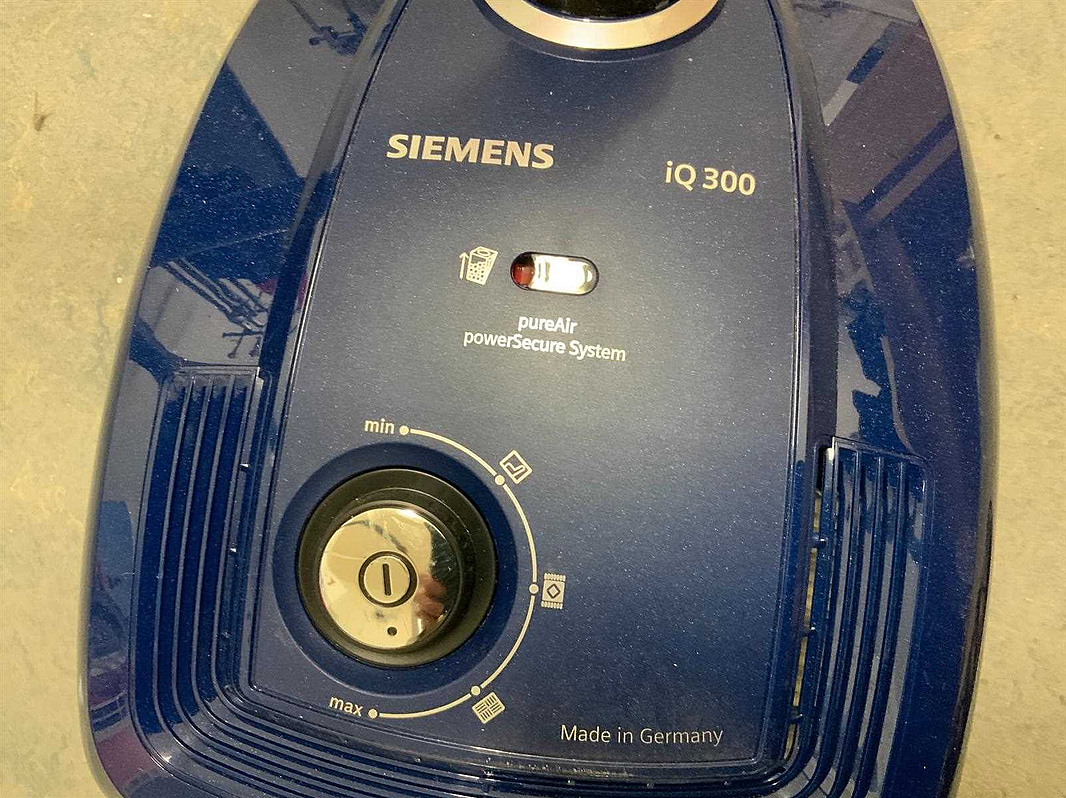 SIEMENS
iQ 300
pureAir
powerSecure System
min
max
Made in Germany